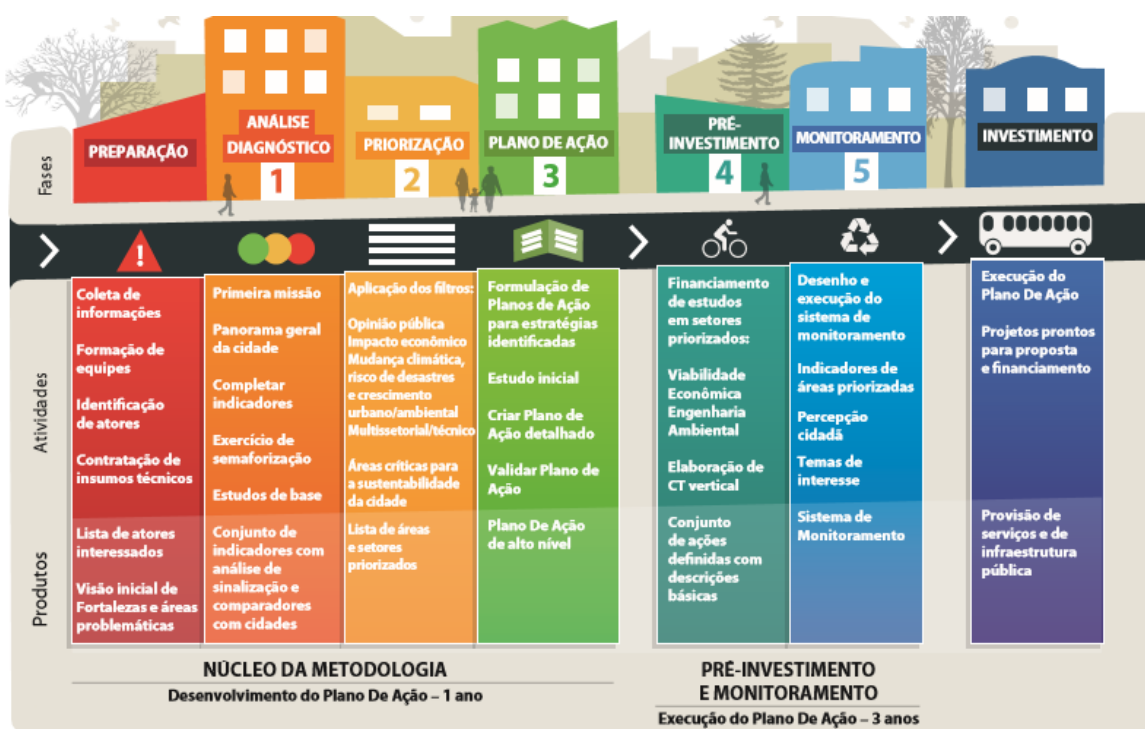 Fases
PREPARAÇÃO
ANÁLISE
DIAGNÓSTICO
1
PRIORIZAÇÃO
2
PLANO DE AÇÃO
3
PRÉ-
INVESTIMENTO
4
MONITORAMENTO
5
INVESTIMENTO
!
Atividades
Coleta de
informações
Formação de
equipes
Identificação
de atores
Contratação de
insumos técnicos
Primeira missão
Panorama geral
da cidade
Completar
indicadores
Exercício de
semaforização
Estudos de base
Aplicação dos filtros:
Opinião pública
Impacto econômico
Mudança climática,
risco de desastres
e crescimento
urbano/ambiental
Multissetorial/técnico
Áreas críticas para
a sustentabilidade
da cidade
Formulação de
Planos de Ação
para estratégias
identificadas
Estudo inicial
Criar Plano de
Ação detalhado
Validar Plano de
Ação
Financiamento
de estudos
em setores
priorizados:
Viabilidade
Econômica
Engenharia
Ambiental
Elaboração de
CT vertical
Desenho e
execução do
sistema de
monitoramento
Indicadores de
áreas priorizadas
Percepção
cidadã
Temas de
interesse
Execução do
Plano De Ação
Projetos prontos
para proposta
e financiamento
Produtos
Lista de atores
interessados
Visão inicial de
Fortalezas e áreas
problemáticas
Conjunto de
indicadores com
análise de
sinalização e
comparadores
com cidades
Lista de áreas
e setores
priorizados
Plano De Ação
de alto nível
Conjunto
de ações
definidas com
descrições
básicas
Sistema de
Monitoramento
Provisão de
serviços e de
infraestrutura
pública
NÚCLEO DA METODOLOGIA
Desenvolvimento do Plano De Ação – 1 ano
PRÉ-INVESTIMENTO
E MONITORAMENTO
Execução do Plano De Ação – 3 anos